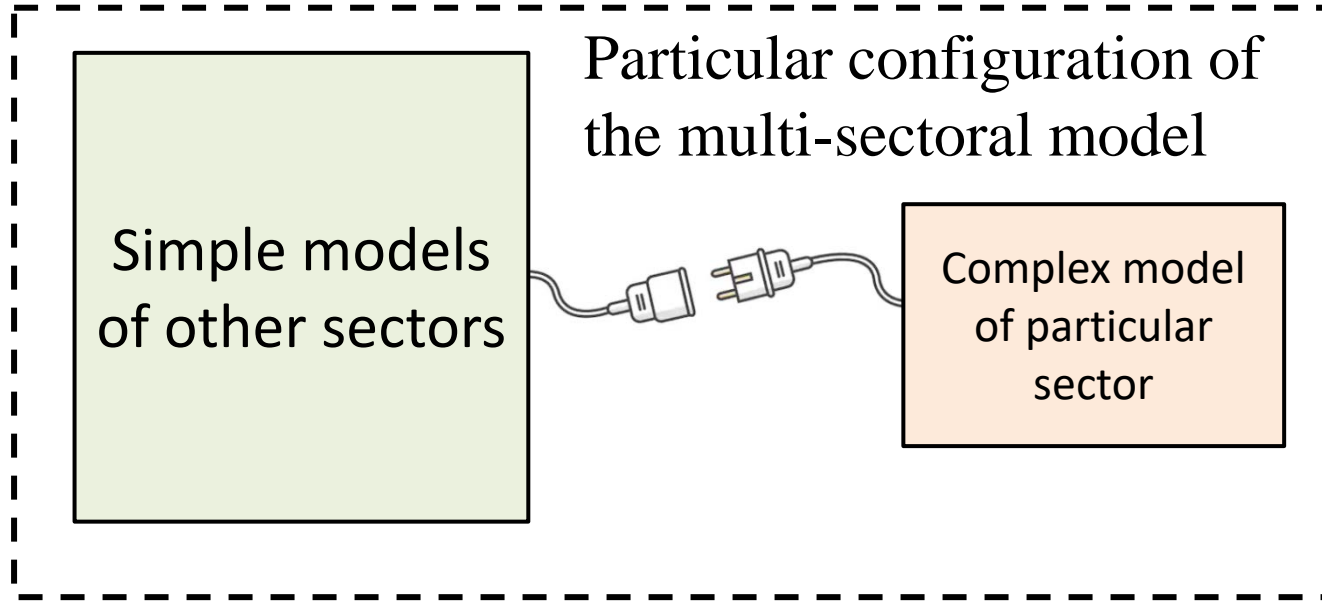 Particular configuration of
the multi-sectoral model
Simple models
of other sectors
Complex model
of particular
sector